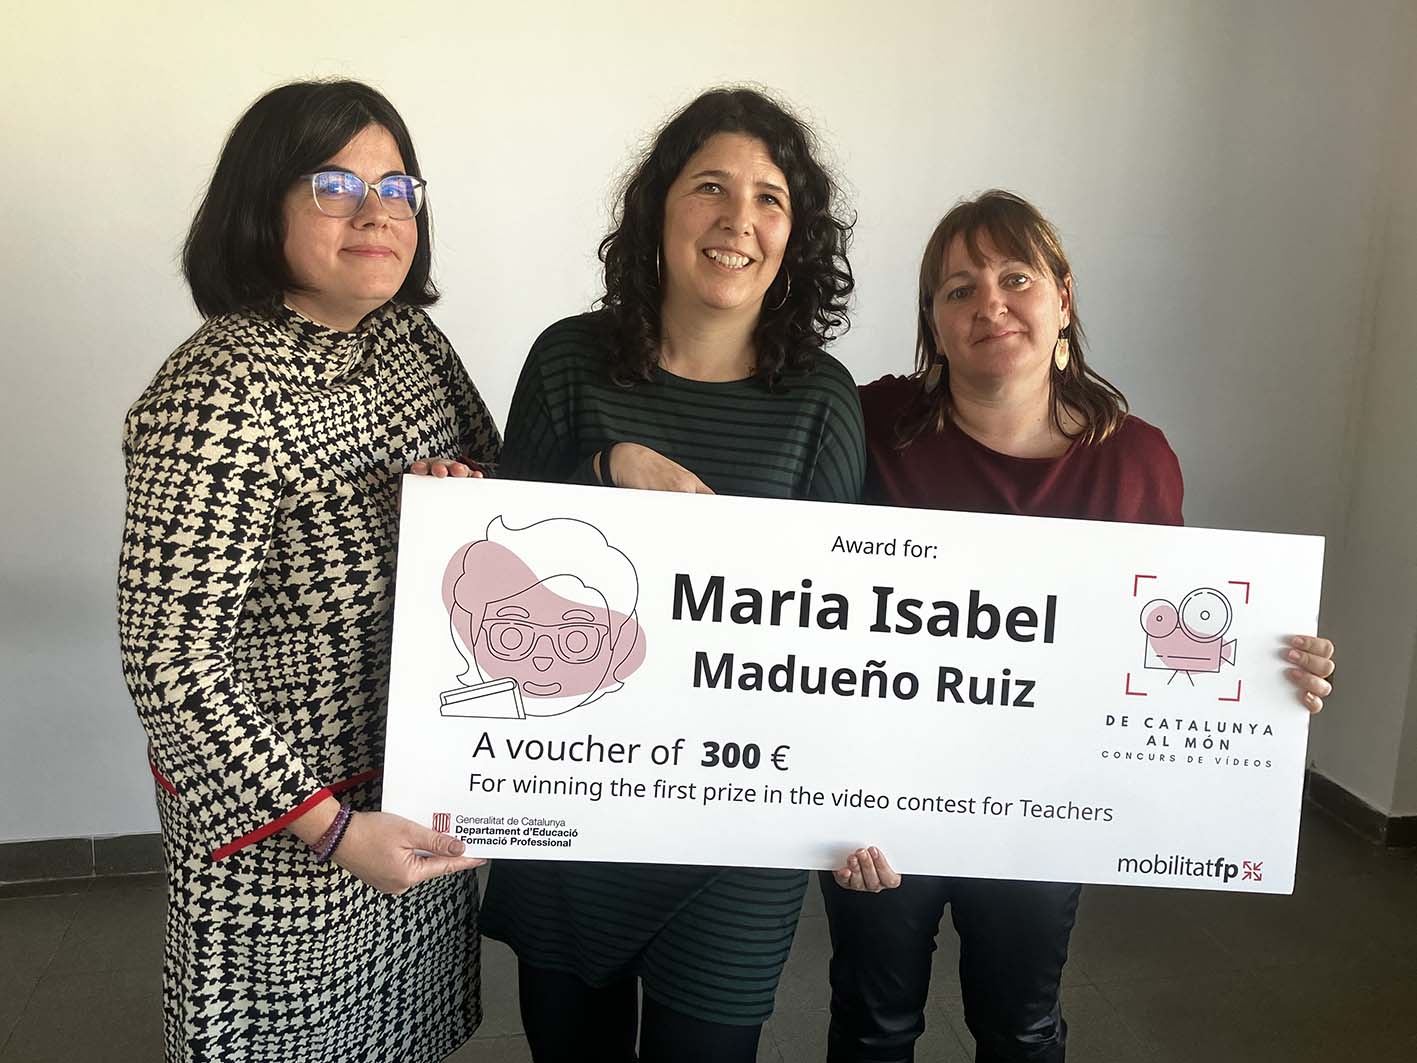 Award for:
Maria Isabel
Madueño Ruiz
A voucher of 300 €
For winning the first prize in the video contest for Teachers
DE CATALUNYA
AL MÓN
CONCURS DE VÍDEOS
Generalitat de Catalunya
Departament d'Educació
i Formació Professional
mobilitatfp